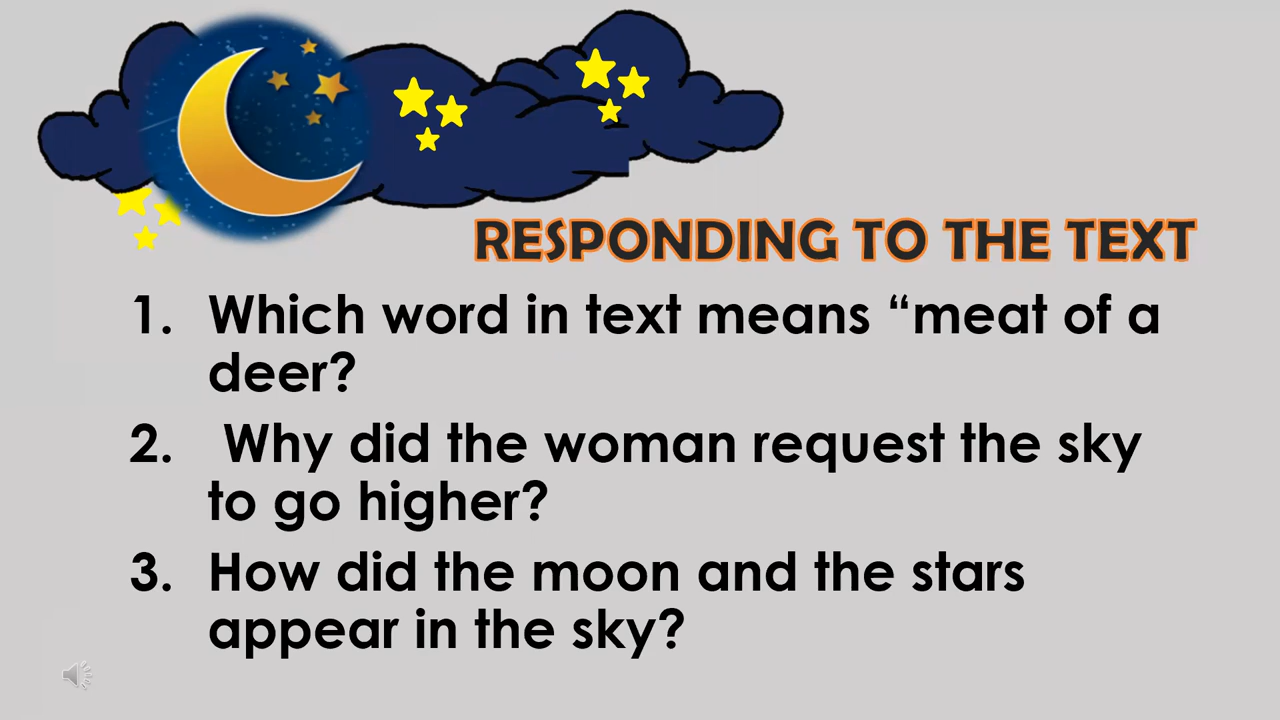 RESPONDING TO THE TEXT
1. Which word in text means “meat of a
deer?
2. Why did the woman request the sky
to go higher?
3. How did the moon and the stars
appear in the sky?